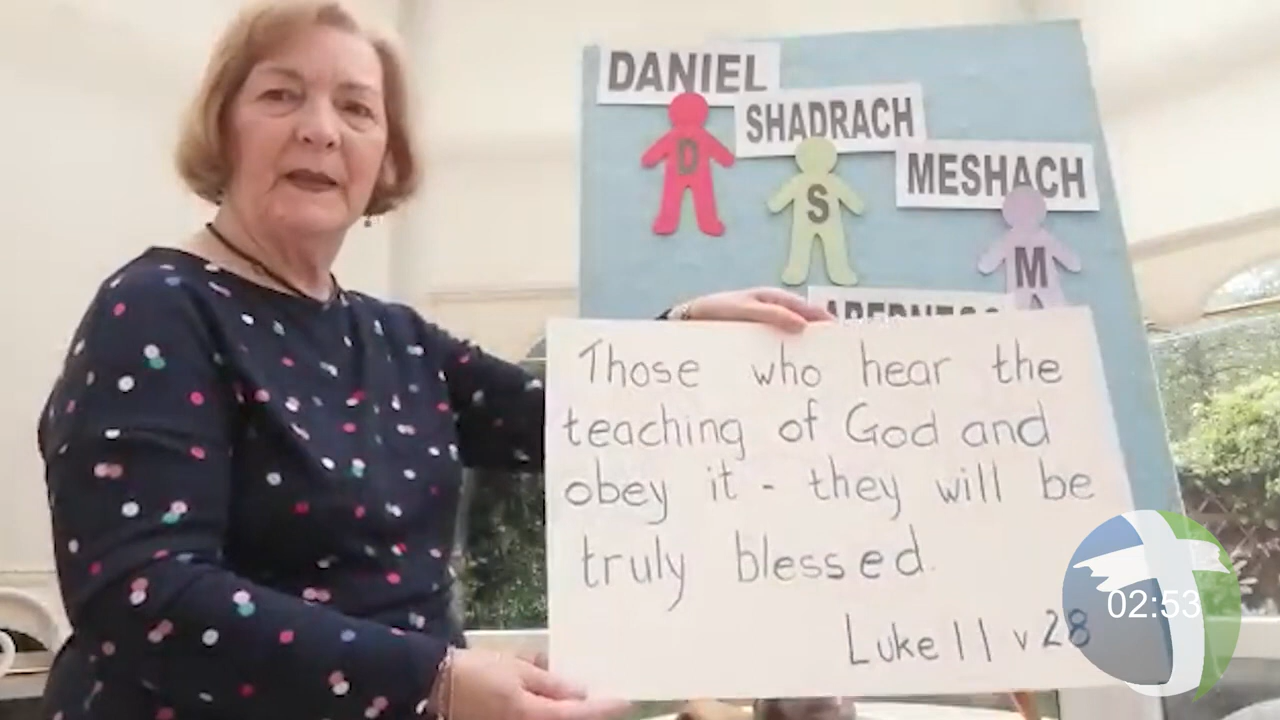 DANIEL
SHADRACH
MESHACH
D
S
M
A
Those who hear the
teaching of God and
obey it - they will be
truly blessed.
Luke 11 v 28
02:53